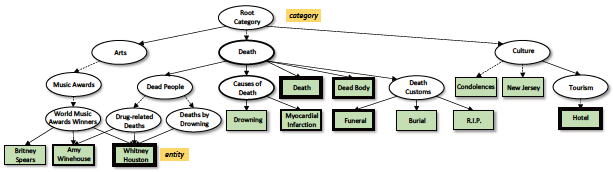 Root
Category
category
Arts
Death
Culture
Music Awards
Dead People
Causes of
Death
Death
Dead Body
Death
Customs
Condolences
New Jersey
Tourism
World Music
Awards Winners
Drug-related
Deaths
Deaths by
Drowning
Drowning
Myocardial
Infarction
Funeral
Burial
R.I.P.
Hotel
Britney
Spears
Amy
Winehouse
Whitney
Houston
entity